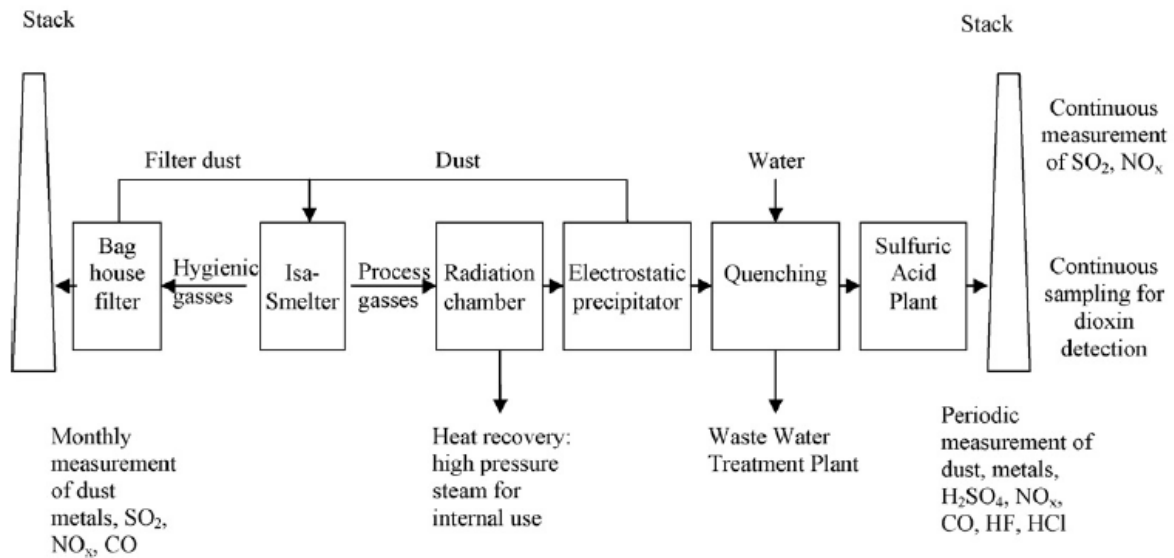 Stack
Stack
Continuous
measurement
of SO₂, NOₓ
Filter dust
Dust
Water
Bag
house
filter
Hygienic
gasses
Isa-
Smelter
Process
gasses
Radiation
chamber
Electrostatic
precipitator
Quenching
Sulfuric
Acid
Plant
Continuous
sampling for
dioxin
detection
Monthly
measurement
of dust
metals, SO₂,
NOₓ, CO
Heat recovery:
high pressure
steam for
internal use
Waste Water
Treatment Plant
Periodic
measurement of
dust, metals,
H₂SO₄, NOₓ,
CO, HF, HCl